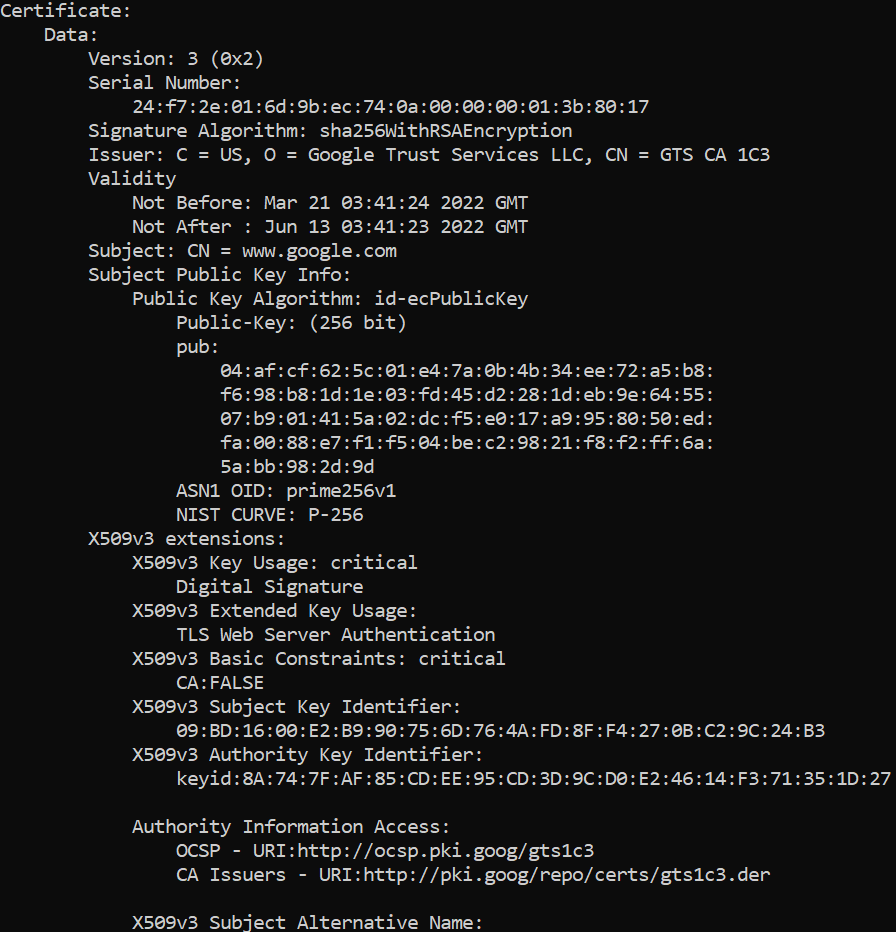 Certificate:
    Data:
        Version: 3 (0x2)
        Serial Number:
            24:f7:2e:01:6d:9b:ec:74:0a:00:00:00:01:3b:80:17
        Signature Algorithm: sha256WithRSAEncryption
        Issuer: C = US, O = Google Trust Services LLC, CN = GTS CA 1C3
        Validity
            Not Before: Mar 21 03:41:24 2022 GMT
            Not After : Jun 13 03:41:23 2022 GMT
        Subject: CN = www.google.com
        Subject Public Key Info:
            Public Key Algorithm: id-ecPublicKey
                Public-Key: (256 bit)
                pub:
                    04:af:cf:62:5c:01:e4:7a:0b:4b:34:ee:72:a5:b8:
                    f6:98:b8:1d:1e:03:fd:45:d2:28:1d:eb:9e:64:55:
                    07:b9:01:41:5a:02:dc:f5:e0:17:a9:95:80:50:ed:
                    fa:00:88:e7:f1:f5:04:be:c2:98:21:f8:f2:ff:6a:
                    5a:bb:98:2d:9d
                ASN1 OID: prime256v1
                NIST CURVE: P-256
        X509v3 extensions:
            X509v3 Key Usage: critical
                Digital Signature
            X509v3 Extended Key Usage:
                TLS Web Server Authentication
            X509v3 Basic Constraints: critical
                CA:FALSE
            X509v3 Subject Key Identifier:
                09:BD:16:00:E2:B9:90:75:6D:76:4A:FD:8F:F4:27:0B:C2:9C:24:B3
            X509v3 Authority Key Identifier:
                keyid:8A:74:7F:AF:85:CD:EE:95:CD:3D:9C:D0:E2:46:14:F3:71:35:1D:27

            Authority Information Access:
                OCSP - URI:http://ocsp.pki.goog/gts1c3
                CA Issuers - URI:http://pki.goog/repo/certs/gts1c3.der

            X509v3 Subject Alternative Name: